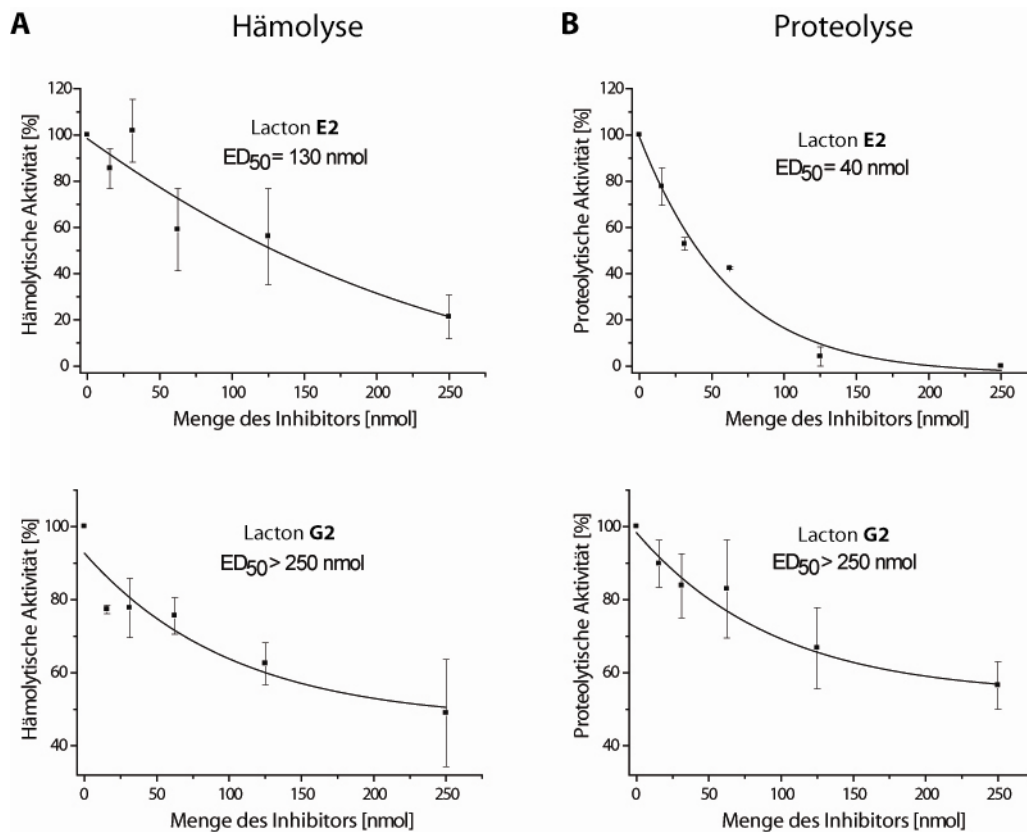 A Hämolyse
B Proteolyse
120
100
80
60
40
20
0
Hämolytische Aktivität [%]
Lacton E2
ED50 = 130 nmol
0 50 100 150 200 250
Menge des Inhibitors [nmol]
120
100
80
60
40
20
0
Proteolytische Aktivität [%]
Lacton E2
ED50 = 40 nmol
0 50 100 150 200 250
Menge des Inhibitors [nmol]
100
80
60
40
Hämolytische Aktivität [%]
Lacton G2
ED50 > 250 nmol
0 50 100 150 200 250
Menge des Inhibitors [nmol]
100
80
60
40
Proteolytische Aktivität [%]
Lacton G2
ED50 > 250 nmol
0 50 100 150 200 250
Menge des Inhibitors [nmol]